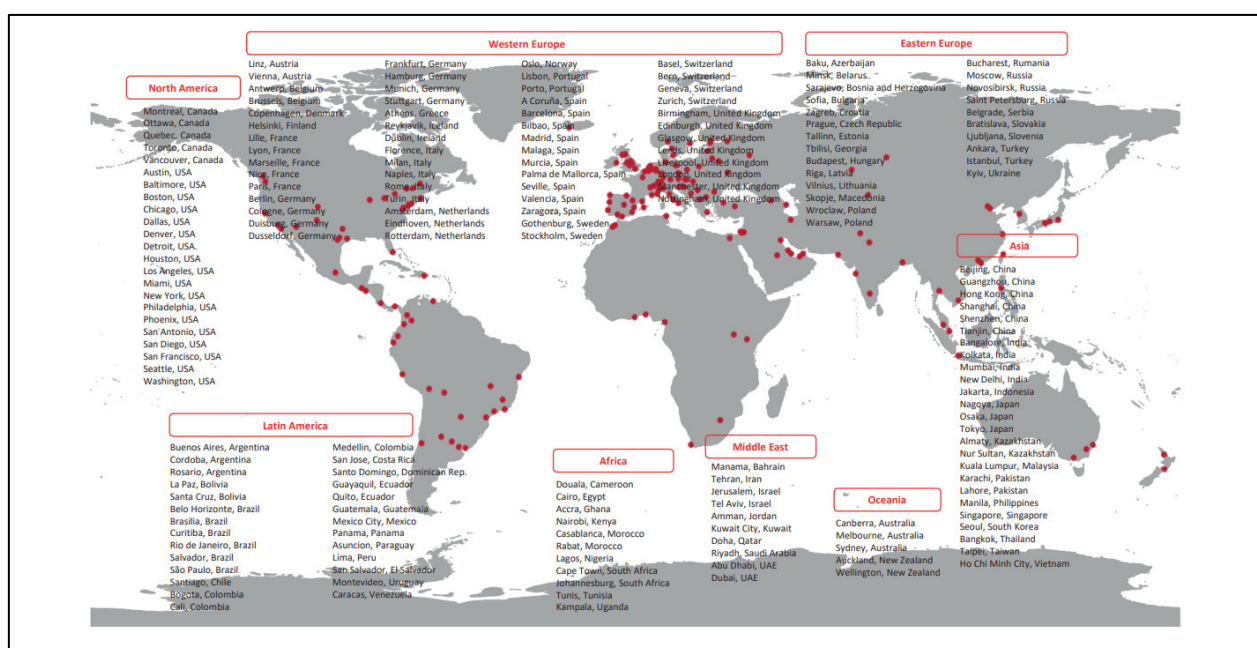 Western Europe
Linz, Austria
Vienna, Austria
Antwerp, Belgium
Brussels, Belgium
Copenhagen, Denmark
Helsinki, Finland
Lille, France
Lyon, France
Marseille, France
Nice, France
Paris, France
Berlin, Germany
Cologne, Germany
Duisburg, Germany
Dusseldorf, Germany
Frankfurt, Germany
Hamburg, Germany
Munich, Germany
Stuttgart, Germany
Athens. Greece
Reykjavik, Iceland
Dublin, Ireland
Florence, Italy
Milan, Italy
Naples, Italy
Rome, Italy
Turin, Italy
Amsterdam, Netherlands
Eindhoven, Netherlands
Rotterdam, Netherlands
Oslo, Norway
Lisbon, Portugal
Porto, Portugal
A Coruña, Spain
Barcelona, Spain
Bilbao, Spain
Madrid, Spain
Malaga, Spain
Murcia, Spain
Palma de Mallorca, Spain
Seville, Spain
Valencia, Spain
Zaragoza, Spain
Gothenburg, Sweden
Stockholm, Sweden
Basel, Switzerland
Bern, Switzerland
Geneva, Switzerland
Zurich, Switzerland
Birmingham, United Kingdom
Edinburgh, United Kingdom
Glasgow, United Kingdom
Leeds, United Kingdom
Liverpool, United Kingdom
London, United Kingdom
Manchester, United Kingdom
Nottingham, United Kingdom
Eastern Europe
Baku, Azerbaijan
Minsk, Belarus.
Sarajevo, Bosnia and Herzegovina
Sofia, Bulgaria
Zagreb, Croatia
Prague, Czech Republic
Tallinn, Estonia
Tbilisi, Georgia
Budapest, Hungary
Riga, Latvia
Vilnius, Lithuania
Skopje, Macedonia
Wroclaw, Poland
Warsaw, Poland
Bucharest, Rumania
Moscow, Russia
Novosibirsk, Russia
Saint Petersburg, Russia
Belgrade, Serbia
Bratislava, Slovakia
Ljubljana, Slovenia
Ankara, Turkey
Istanbul, Turkey
Kyiv, Ukraine
North America
Montreal, Canada
Ottawa, Canada
Quebec. Canada
Toronto, Canada
Vancouver, Canada
Austin, USA
Baltimore, USA
Boston, USA
Chicago, USA
Dallas, USA
Denver, USA
Detroit, USA.
Houston, USA
Los Angeles, USA
Miami, USA
New York, USA
Philadelphia, USA
Phoenix, USA
San Antonio, USA
San Diego, USA
San Francisco, USA
Seattle, USA
Washington, USA
Asia
Beijing, China
Guangzhou, China
Hong Kong, China
Shanghai, China
Shenzhen, China
Tianjin, China
Bangalore, India
Kolkata, India
Mumbai, India
New Delhi, India
Jakarta, Indonesia
Nagoya, Japan
Osaka, Japan
Tokyo, Japan
Almaty, Kazakhstan
Nur Sultan, Kazakhstan
Kuala Lumpur, Malaysia
Karachi, Pakistan
Lahore, Pakistan
Manila, Philippines
Singapore, Singapore
Seoul, South Korea
Bangkok, Thailand
Taipei, Taiwan
Ho Chi Minh City, Vietnam
Latin America
Buenos Aires, Argentina
Cordoba, Argentina
Rosario, Argentina
La Paz, Bolivia
Santa Cruz, Bolivia
Belo Horizonte, Brazil
Brasilia, Brazil
Curitiba, Brazil
Rio de Janeiro, Brazil
Salvador, Brazil
São Paulo, Brazil
Santiago, Chile
Bogota, Colombia
Cali, Colombia
Medellin, Colombia
San Jose, Costa Rica
Santo Domingo, Dominican Rep.
Guayaquil, Ecuador
Quito, Ecuador
Guatemala, Guatemala
Mexico City, Mexico
Panama, Panama
Asuncion, Paraguay
Lima, Peru
San Salvador, El Salvador
Montevideo, Uruguay
Caracas, Venezuela
Africa
Douala, Cameroon
Cairo, Egypt
Accra, Ghana
Nairobi, Kenya
Casablanca, Morocco
Rabat, Morocco
Lagos, Nigeria
Cape Town, South Africa
Johannesburg, South Africa
Tunis, Tunisia
Kampala, Uganda
Middle East
Manama, Bahrain
Tehran, Iran
Jerusalem, Israel
Tel Aviv, Israel
Amman, Jordan
Kuwait City, Kuwait
Doha, Qatar
Riyadh, Saudi Arabia
Abu Dhabi, UAE
Dubai, UAE
Oceania
Canberra, Australia
Melbourne, Australia
Sydney, Australia
Auckland, New Zealand
Wellington, New Zealand